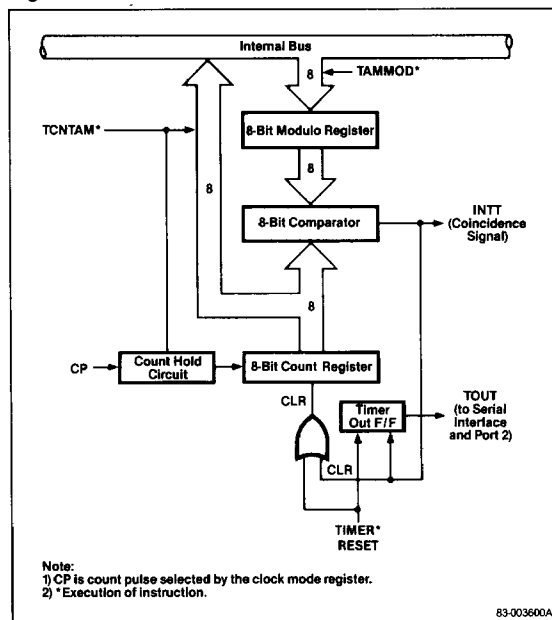 Internal Bus
8
TAMMOD*
TCNTAM*
8-Bit Modulo Register
8
8
8-Bit Comparator
INTT
(Coincidence
Signal)
8
CP
Count Hold
Circuit
8-Bit Count Register
CLR
Timer
Out F/F
TOUT
(to Serial
Interface
and Port 2)
CLR
TIMER*
RESET
Note:
1) CP is count pulse selected by the clock mode register.
2) *Execution of instruction.
83-003600A